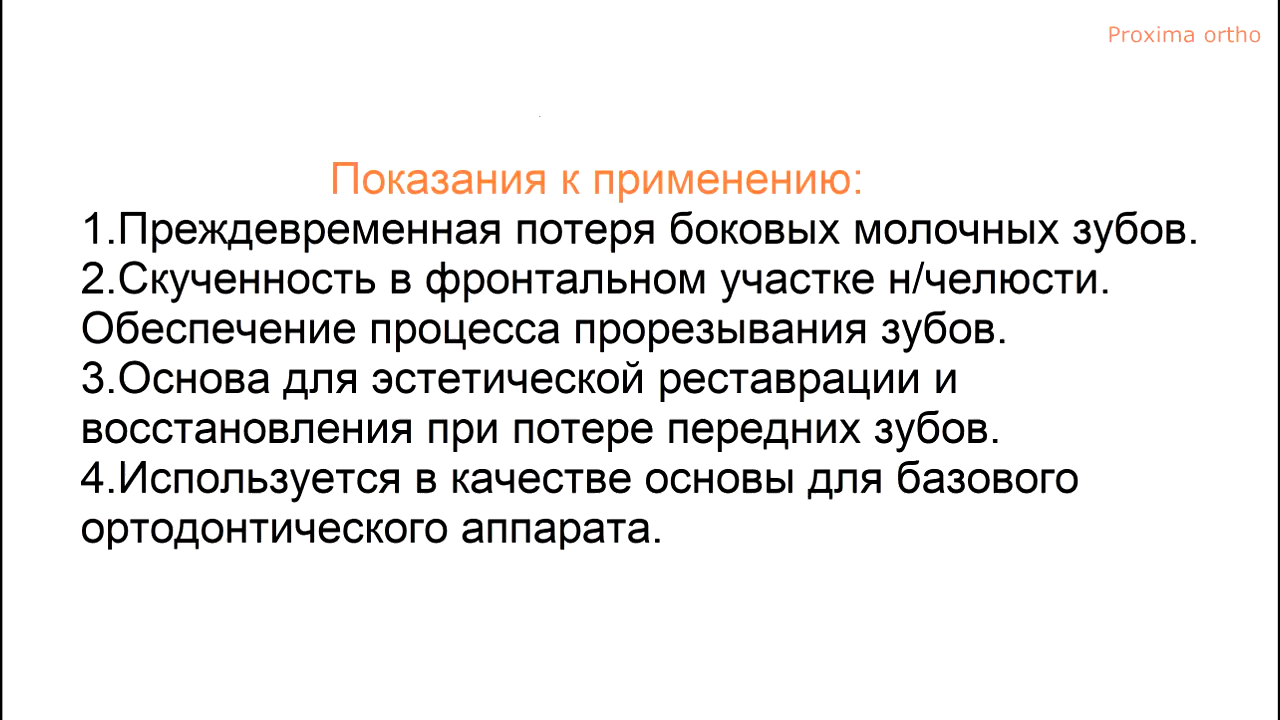 Proxima ortho
Показания к применению:
1.Преждевременная потеря боковых молочных зубов.
2.Скученность в фронтальном участке н/челюсти.
Обеспечение процесса прорезывания зубов.
3.Основа для эстетической реставрации и
восстановления при потере передних зубов.
4.Используется в качестве основы для базового
ортодонтического аппарата.